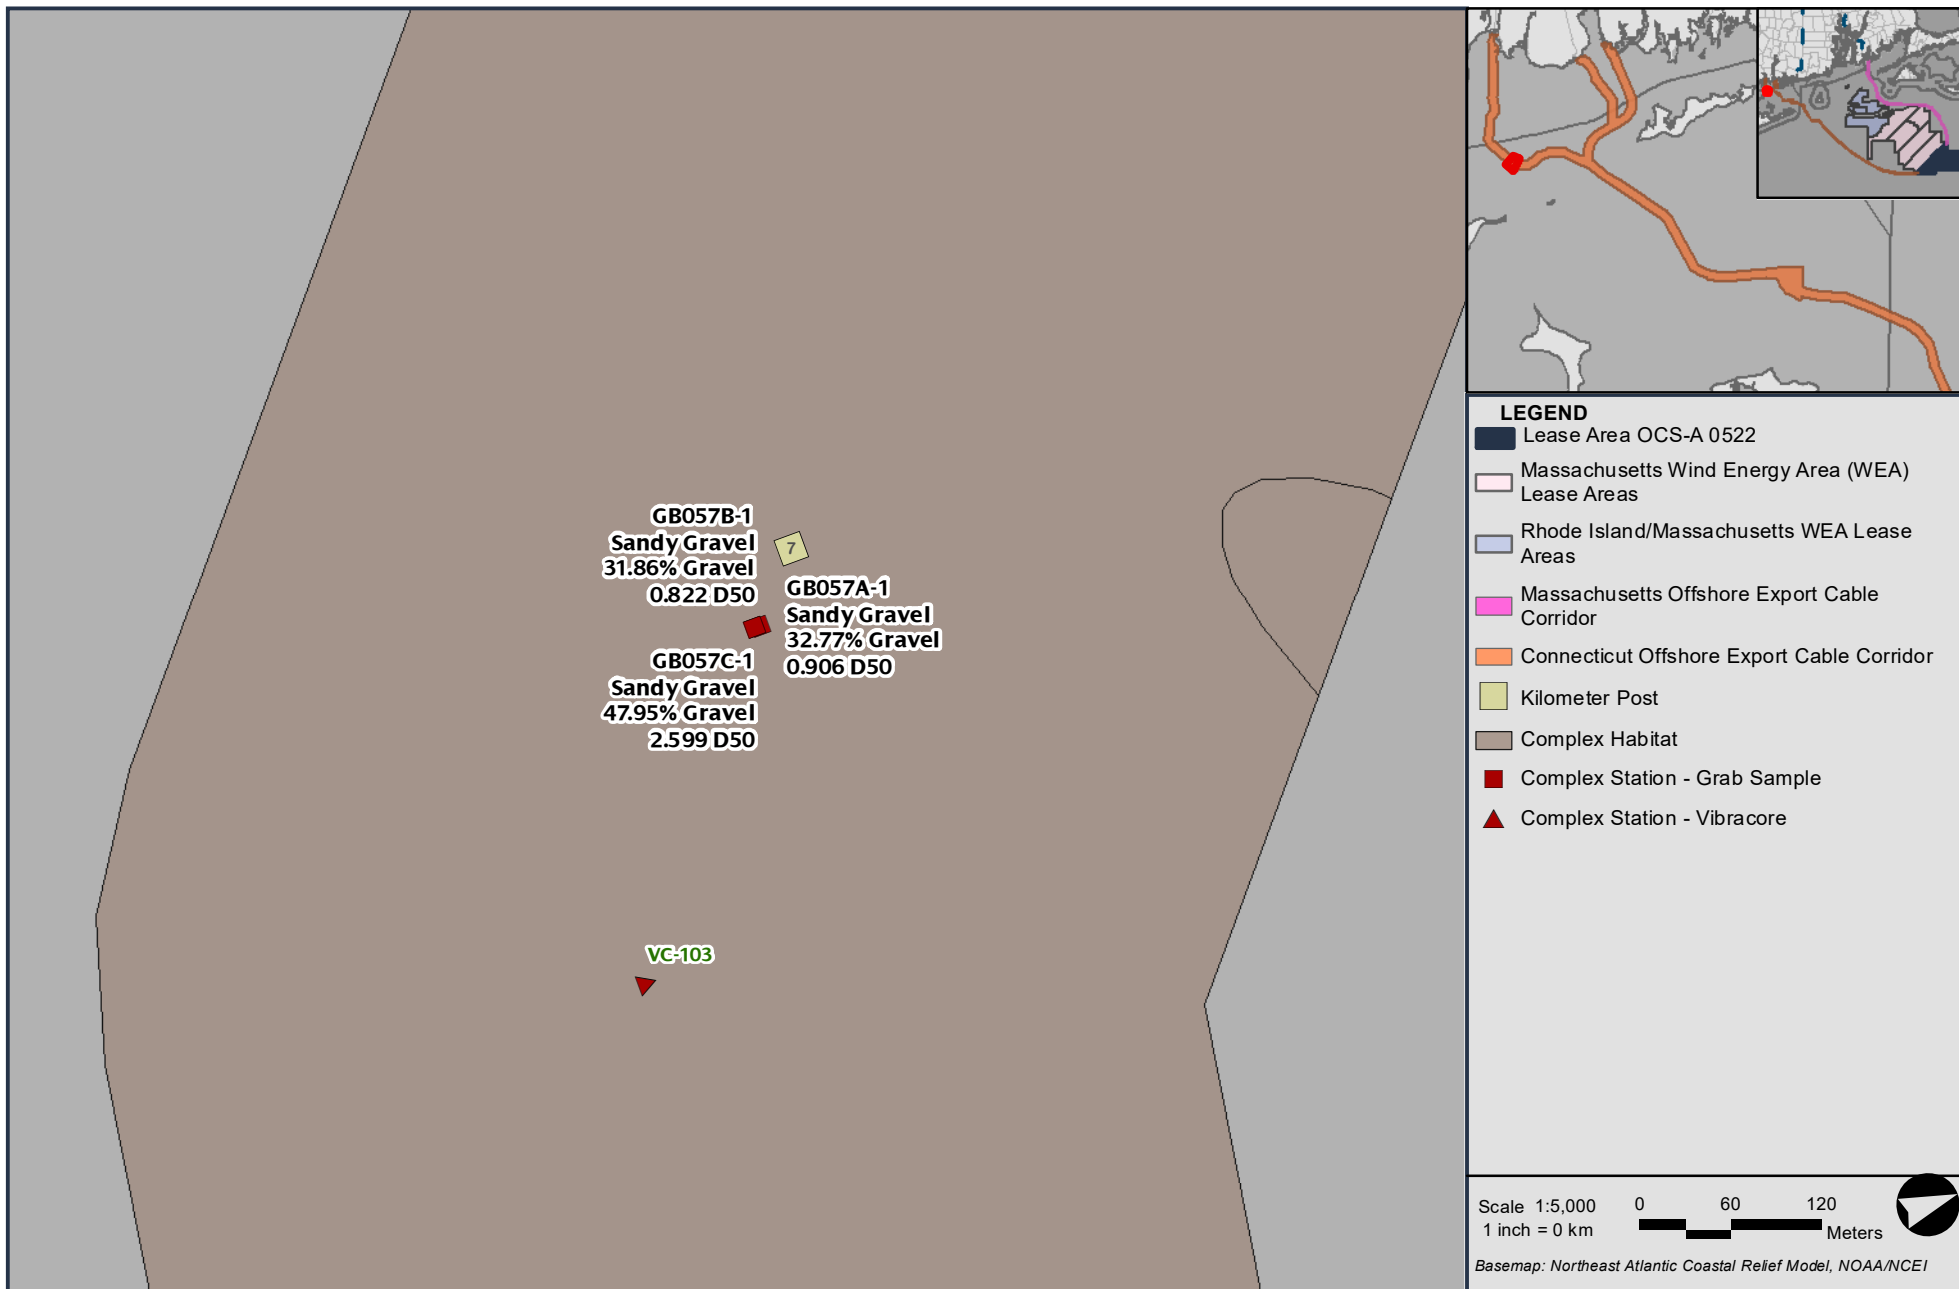 GB057B-1
Sandy Gravel
31.86% Gravel
0.822 D50
7
GB057A-1
Sandy Gravel
32.77% Gravel
0.906 D50
GB057C-1
Sandy Gravel
47.95% Gravel
2.599 D50
VC-103
LEGEND
Lease Area OCS-A 0522
Massachusetts Wind Energy Area (WEA)
Lease Areas
Rhode Island/Massachusetts WEA Lease
Areas
Massachusetts Offshore Export Cable
Corridor
Connecticut Offshore Export Cable Corridor
Kilometer Post
Complex Habitat
Complex Station - Grab Sample
Complex Station - Vibracore
Scale 1:5,000
1 inch = 0 km
0 60 120
Meters
Basemap: Northeast Atlantic Coastal Relief Model, NOAA/NCEI